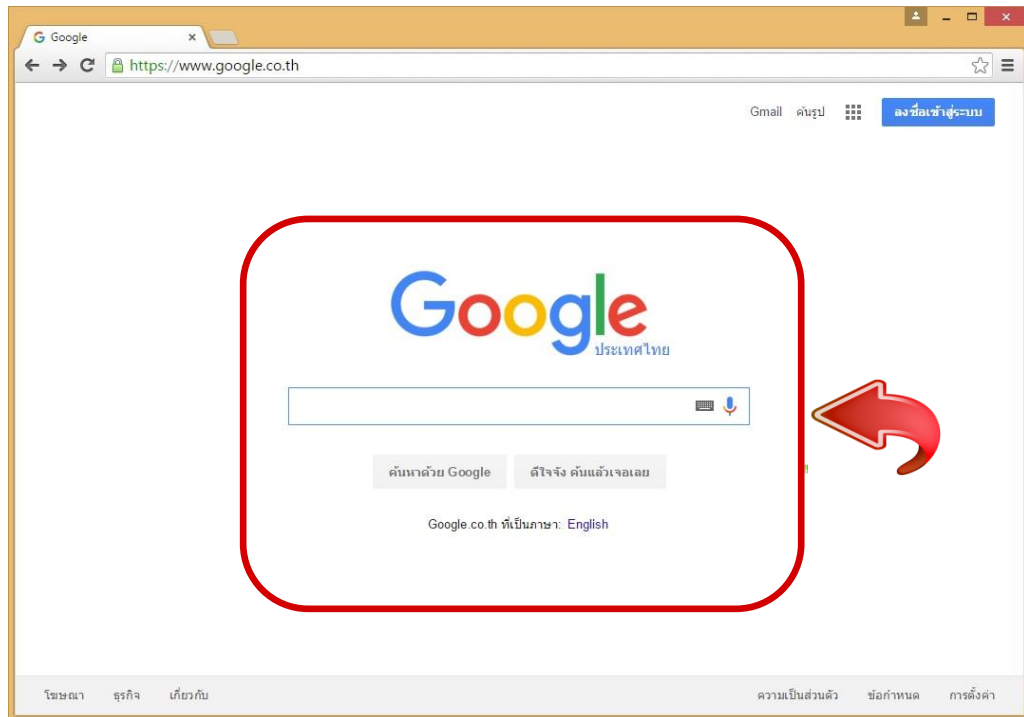 Google
https://www.google.co.th
Gmail ค้นรูป ลงชื่อเข้าสู่ระบบ
Google
ประเทศไทย
ค้นหาด้วย Google ดีใจจัง ค้นแล้วเจอเลย
Google.co.th ที่เป็นภาษา: English
โฆษณา ธุรกิจ เกี่ยวกับ ความเป็นส่วนตัว ข้อกำหนด การตั้งค่า